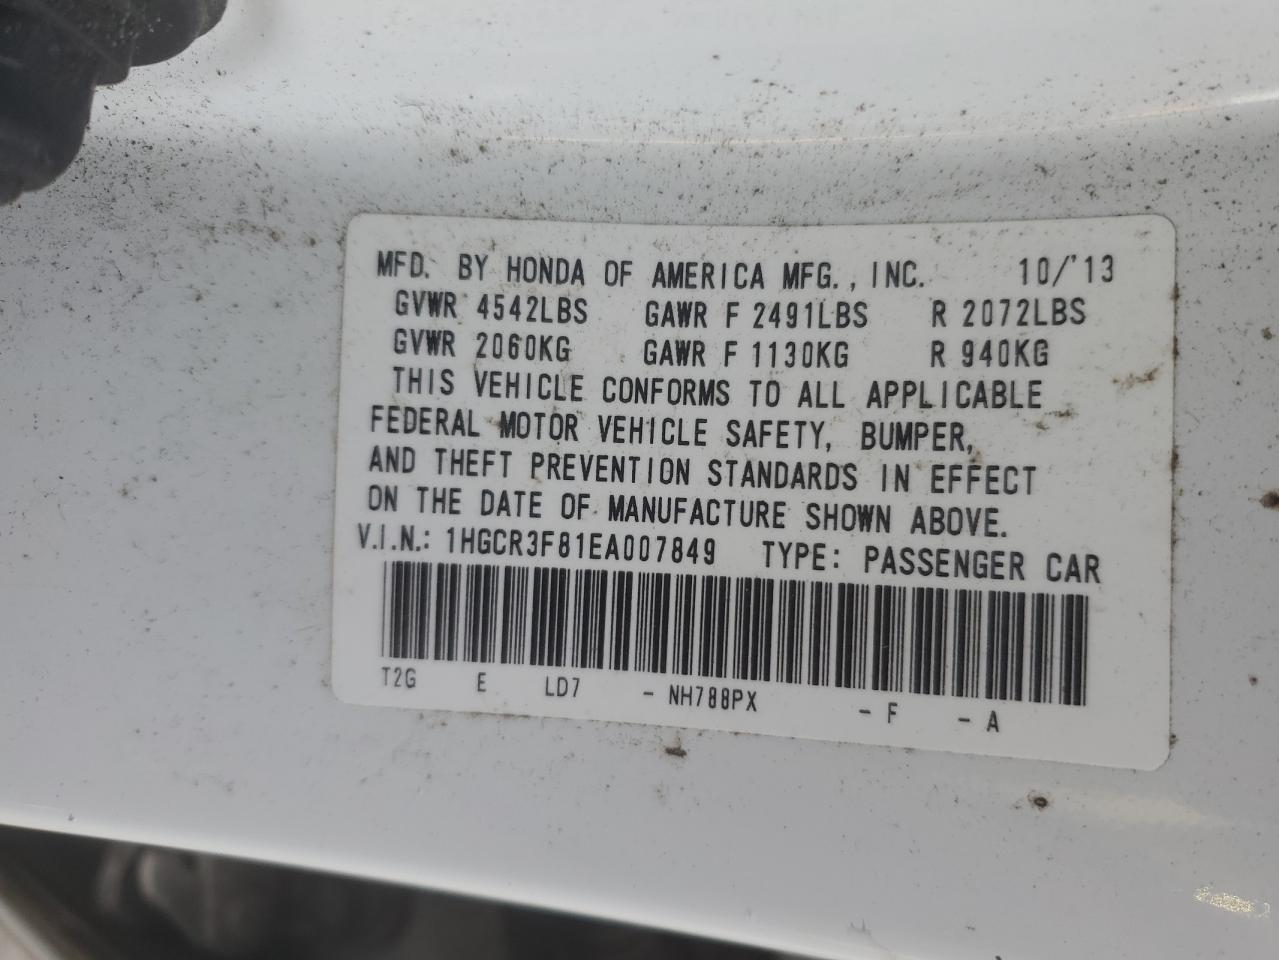 MFD. BY HONDA OF AMERICA MFG., INC. 10/'13
GVWR 4542LBS GAWR F 2491LBS R 2072LBS
GVWR 2060KG GAWR F 1130KG R 940KG
THIS VEHICLE CONFORMS TO ALL APPLICABLE
FEDERAL MOTOR VEHICLE SAFETY, BUMPER,
AND THEFT PREVENTION STANDARDS IN EFFECT
ON THE DATE OF MANUFACTURE SHOWN ABOVE.
V.I.N.: 1HGCR3F81EA007849 TYPE: PASSENGER CAR
T2G E LD7 - NH788PX - F - A